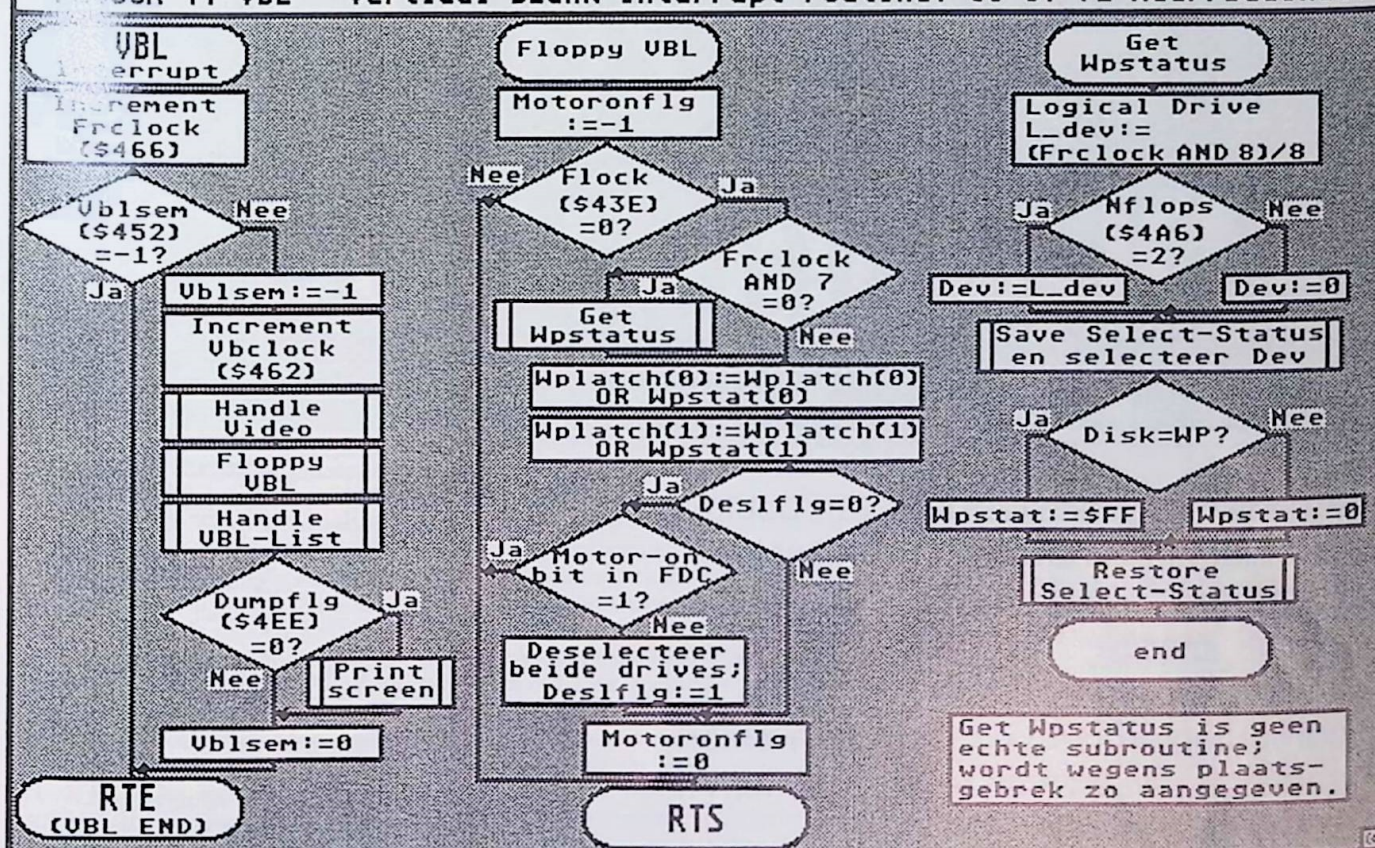 VBL
Interrupt
Increment
Frclock
($466)
Vblsem
($452)
=-1?
Nee
Ja
Vblsem:=-1
Increment
Vbclock
($462)
Handle
Video
Floppy
VBL
Handle
VBL-List
Dumpflg
($4EE)
=0?
Ja
Nee
Print
screen
Vblsem:=0
RTE
(VBL END)
Floppy VBL
Motoronflg
:=-1
Nee
Flock
($43E)
=0?
Ja
Frclock
AND 7
=0?
Ja
Get
Wpstatus
Nee
Wplatch(0):=Wplatch(0)
OR Wpstat(0)
Wplatch(1):=Wplatch(1)
OR Wpstat(1)
Ja
Deslflg=0?
Nee
Ja
Motor-on
bit in FDC
=1?
Nee
Deselecteer
beide drives;
Deslflg:=1
Motoronflg
:=0
RTS
Get
Wpstatus
Logical Drive
L_dev:=
(Frclock AND 8)/8
Ja
Nflops
($4A6)
=2?
Nee
Dev:=L_dev
Dev:=0
Save Select-Status
en selecteer Dev
Ja
Disk=WP?
Nee
Wpstat:=$FF
Wpstat:=0
Restore
Select-Status
end
Get Wpstatus is geen
echte subroutine;
wordt wegens plaats-
gebrek zo aangegeven.